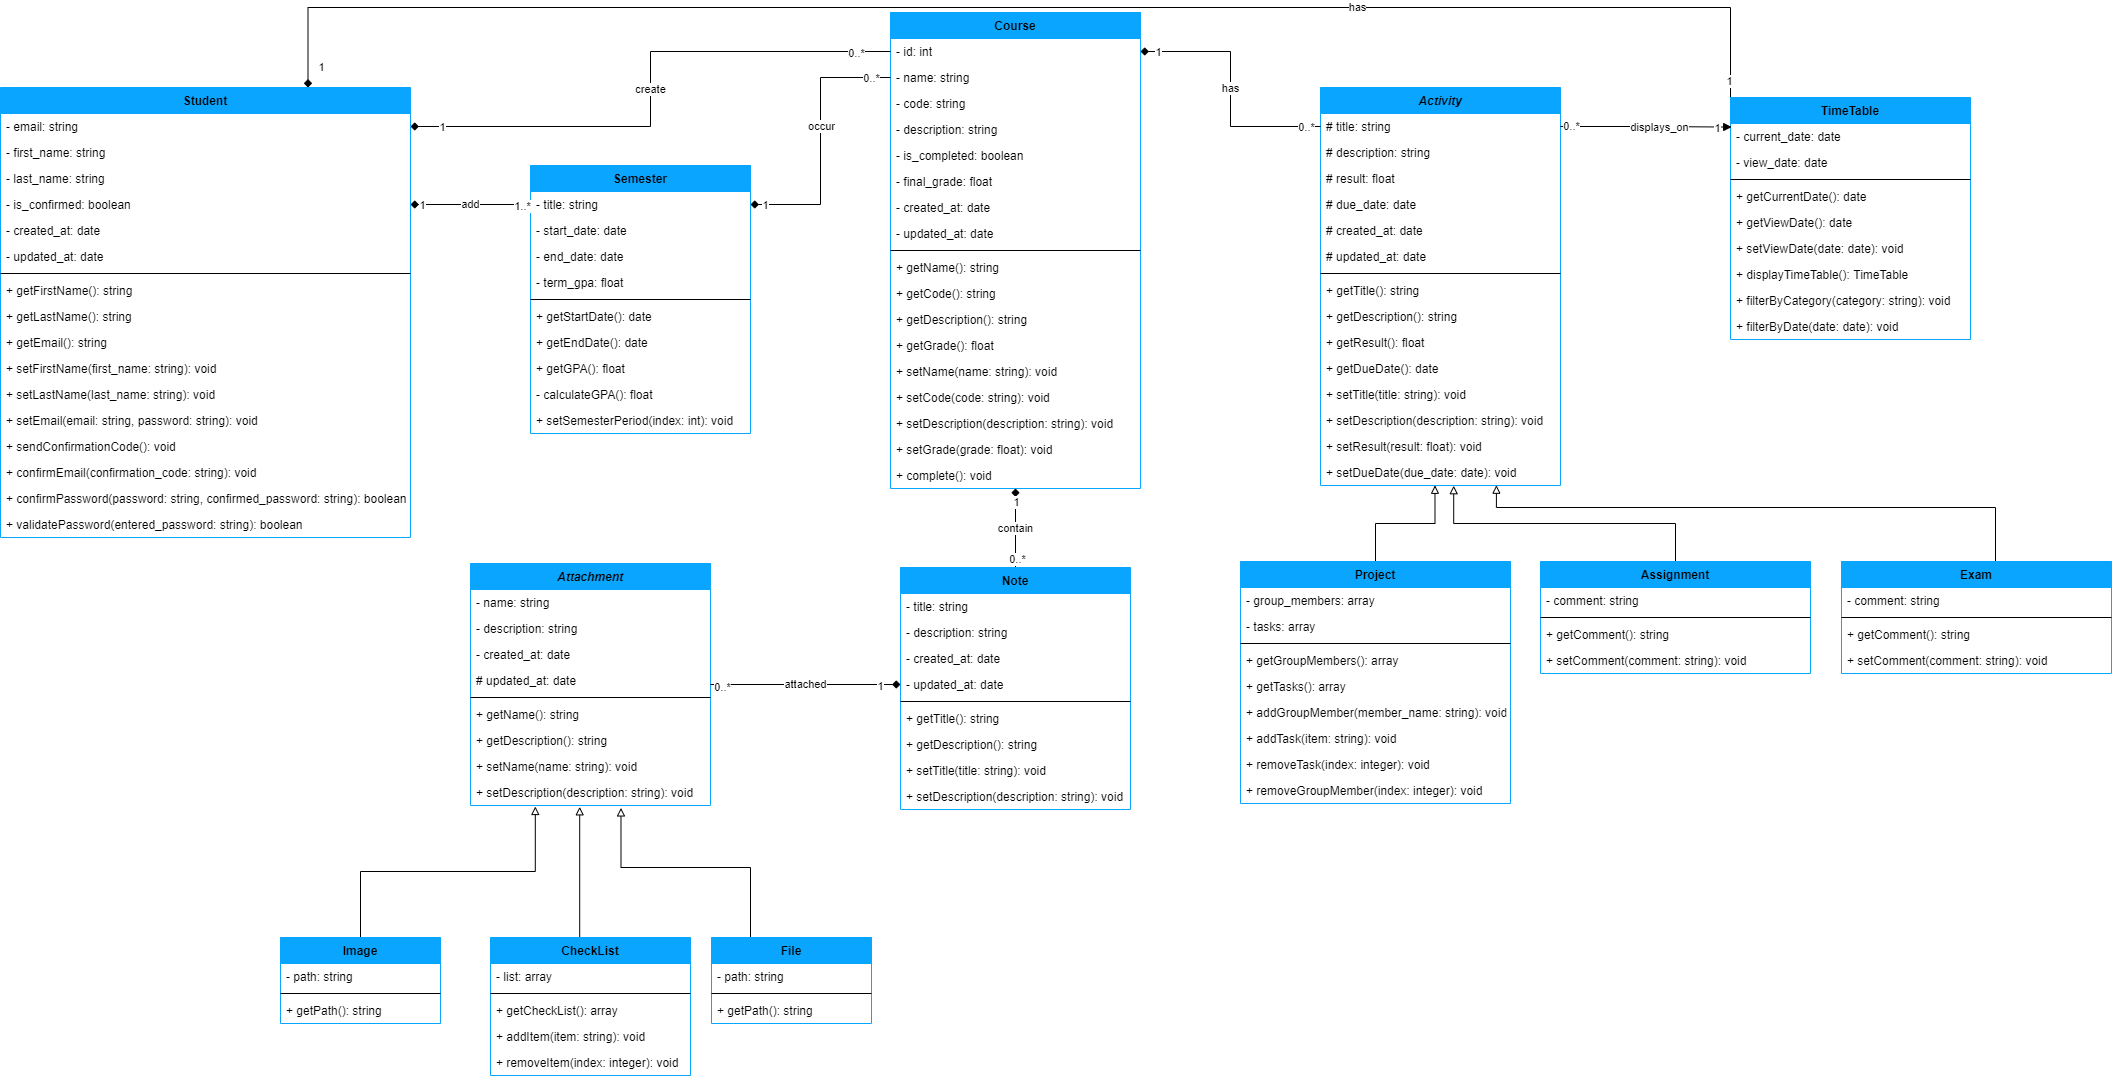 has
1
1
Student
- email: string
- first_name: string
- last_name: string
- is_confirmed: boolean
- created_at: date
- updated_at: date
+ getFirstName(): string
+ getLastName(): string
+ getEmail(): string
+ setFirstName(first_name: string): void
+ setLastName(last_name: string): void
+ setEmail(email: string, password: string): void
+ sendConfirmationCode(): void
+ confirmEmail(confirmation_code: string): void
+ confirmPassword(password: string, confirmed_password: string): boolean
+ validatePassword(entered_password: string): boolean
1
create
0..*
1
add
1..*
Semester
- title: string
- start_date: date
- end_date: date
- term_gpa: float
+ getStartDate(): date
+ getEndDate(): date
+ getGPA(): float
- calculateGPA(): float
+ setSemesterPeriod(index: int): void
1
occur
0..*
Course
- id: int
- name: string
- code: string
- description: string
- is_completed: boolean
- final_grade: float
- created_at: date
- updated_at: date
+ getName(): string
+ getCode(): string
+ getDescription(): string
+ getGrade(): float
+ setName(name: string): void
+ setCode(code: string): void
+ setDescription(description: string): void
+ setGrade(grade: float): void
+ complete(): void
1
has
0..*
Activity
# title: string
# description: string
# result: float
# due_date: date
# created_at: date
# updated_at: date
+ getTitle(): string
+ getDescription(): string
+ getResult(): float
+ getDueDate(): date
+ setTitle(title: string): void
+ setDescription(description: string): void
+ setResult(result: float): void
+ setDueDate(due_date: date): void
0..*
displays_on
1
TimeTable
- current_date: date
- view_date: date
+ getCurrentDate(): date
+ getViewDate(): date
+ setViewDate(date: date): void
+ displayTimeTable(): TimeTable
+ filterByCategory(category: string): void
+ filterByDate(date: date): void
1
contain
0..*
Attachment
- name: string
- description: string
- created_at: date
# updated_at: date
+ getName(): string
+ getDescription(): string
+ setName(name: string): void
+ setDescription(description: string): void
0..*
attached
1
Note
- title: string
- description: string
- created_at: date
- updated_at: date
+ getTitle(): string
+ getDescription(): string
+ setTitle(title: string): void
+ setDescription(description: string): void
Project
- group_members: array
- tasks: array
+ getGroupMembers(): array
+ getTasks(): array
+ addGroupMember(member_name: string): void
+ addTask(item: string): void
+ removeTask(index: integer): void
+ removeGroupMember(index: integer): void
Assignment
- comment: string
+ getComment(): string
+ setComment(comment: string): void
Exam
- comment: string
+ getComment(): string
+ setComment(comment: string): void
Image
- path: string
+ getPath(): string
CheckList
- list: array
+ getCheckList(): array
+ addItem(item: string): void
+ removeItem(index: integer): void
File
- path: string
+ getPath(): string